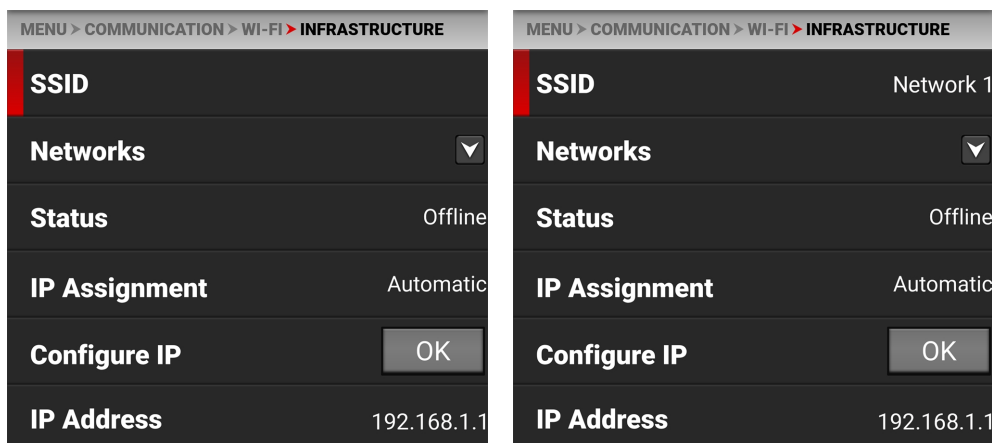 MENU > COMMUNICATION > WI-FI > INFRASTRUCTURE
SSID
Networks
Status Offline
IP Assignment Automatic
Configure IP OK
IP Address 192.168.1.1
MENU > COMMUNICATION > WI-FI > INFRASTRUCTURE
SSID Network 1
Networks
Status Offline
IP Assignment Automatic
Configure IP OK
IP Address 192.168.1.1